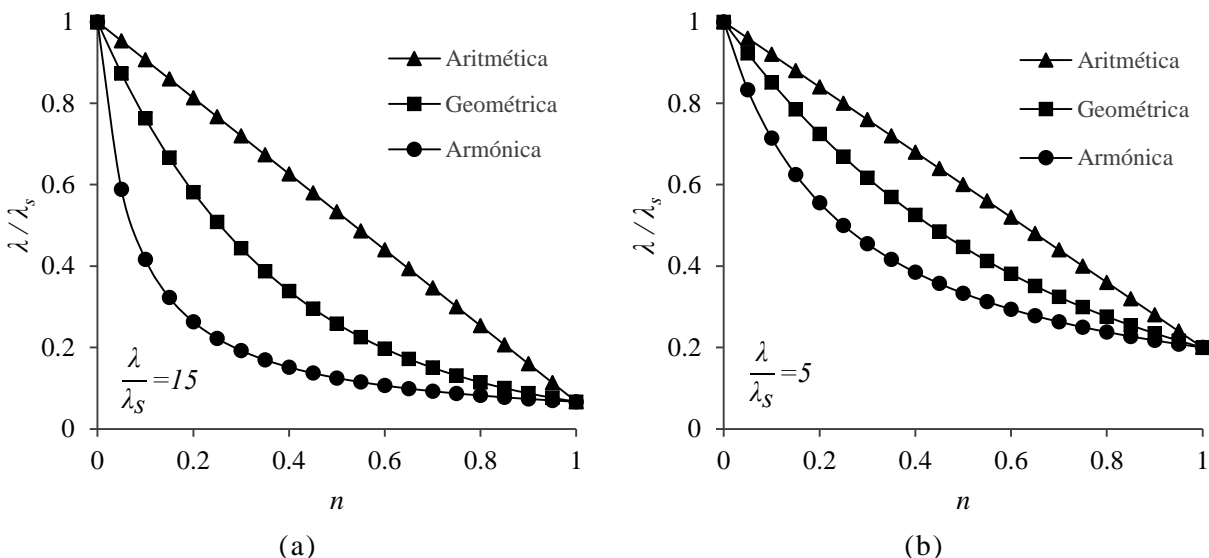 1
0.8
0.6
0.4
0.2
0
λ / λs
Aritmética
Geométrica
Armónica
λ
λS
=15
0 0.2 0.4 0.6 0.8 1
n
(a)
1
0.8
0.6
0.4
0.2
0
λ / λs
Aritmética
Geométrica
Armónica
λ
λS
=5
0 0.2 0.4 0.6 0.8 1
n
(b)